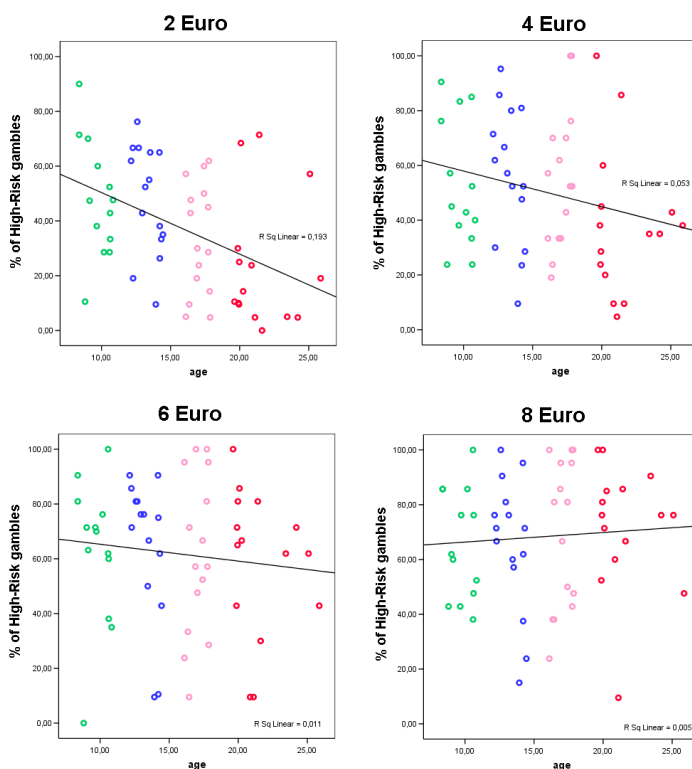 2 Euro
% of High-Risk gambles
100,00
80,00
60,00
40,00
20,00
0,00
R Sq Linear = 0,193
10,00 15,00 20,00 25,00
age
4 Euro
% of High-Risk gambles
100,00
80,00
60,00
40,00
20,00
0,00
R Sq Linear = 0,053
10,00 15,00 20,00 25,00
age
6 Euro
% of High-Risk gambles
100,00
80,00
60,00
40,00
20,00
0,00
R Sq Linear = 0,011
10,00 15,00 20,00 25,00
age
8 Euro
% of High-Risk gambles
100,00
80,00
60,00
40,00
20,00
0,00
R Sq Linear = 0,005
10,00 15,00 20,00 25,00
age